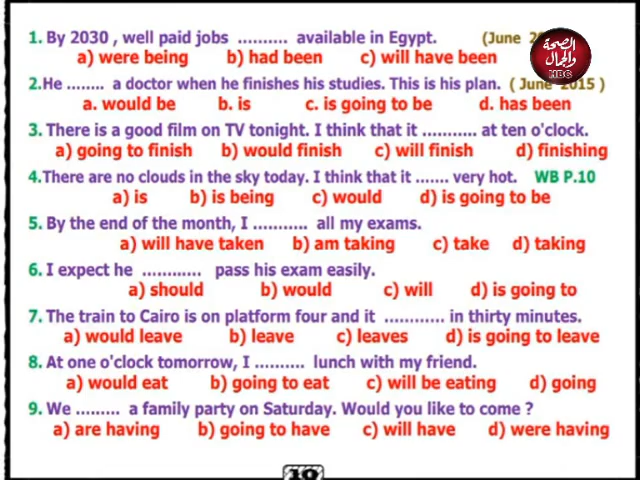 1. By 2030 , well paid jobs .......... available in Egypt. (June
الصحة والجمال
HBC
a) were being b) had been c) will have been
2.He ........ a doctor when he finishes his studies. This is his plan. ( June 2015 )
a. would be b. is c. is going to be d. has been
3. There is a good film on TV tonight. I think that it ........... at ten o'clock.
a) going to finish b) would finish c) will finish d) finishing
4.There are no clouds in the sky today. I think that it ....... very hot. WB P.10
a) is b) is being c) would d) is going to be
5. By the end of the month, I ........... all my exams.
a) will have taken b) am taking c) take d) taking
6. I expect he ............ pass his exam easily.
a) should b) would c) will d) is going to
7. The train to Cairo is on platform four and it ............ in thirty minutes.
a) would leave b) leave c) leaves d) is going to leave
8. At one o'clock tomorrow, I .......... lunch with my friend.
a) would eat b) going to eat c) will be eating d) going
9. We ......... a family party on Saturday. Would you like to come ?
a) are having b) going to have c) will have d) were having
10